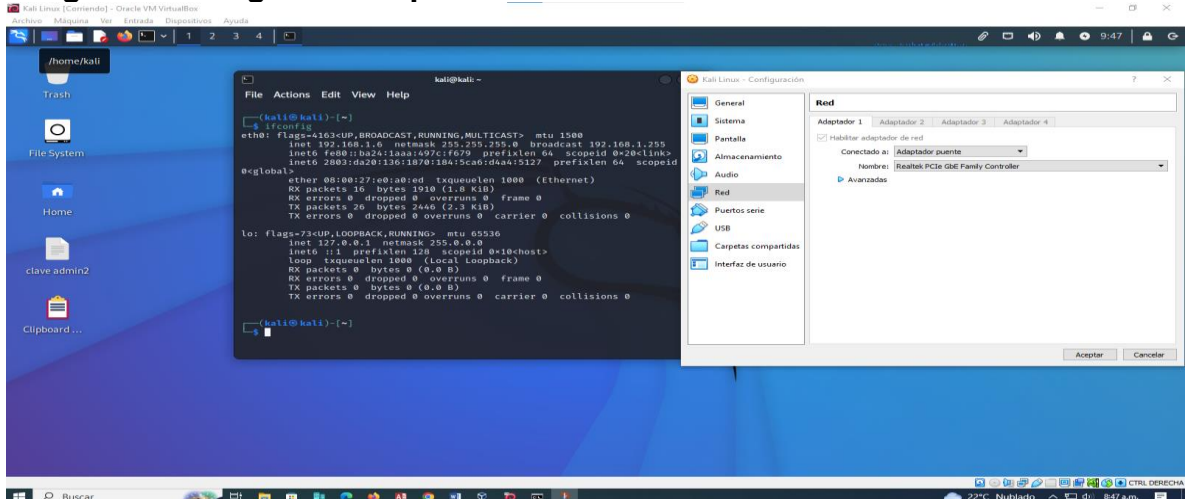 Kali Linux [Corriendo] - Oracle VM VirtualBox
Archivo Máquina Ver Entrada Dispositivos Ayuda
1 2 3 4
9:47
/home/kali
Trash
File System
Home
clave admin2
Clipboard ...
kali@kali: ~
File Actions Edit View Help
(kali㉿kali)-[~]
$ ifconfig
eth0: flags=4163<UP,BROADCAST,RUNNING,MULTICAST> mtu 1500
inet 192.168.1.6 netmask 255.255.255.0 broadcast 192.168.1.255
inet6 fe80::ba24:1aaa:497c:f679 prefixlen 64 scopeid 0×20<link>
inet6 2803:da20:136:1870:184:5ca6:d4a4:5127 prefixlen 64 scopeid
0<global>
ether 08:00:27:e0:a0:ed txqueuelen 1000 (Ethernet)
RX packets 16 bytes 1910 (1.8 KiB)
RX errors 0 dropped 0 overruns 0 frame 0
TX packets 26 bytes 2446 (2.3 KiB)
TX errors 0 dropped 0 overruns 0 carrier 0 collisions 0
lo: flags=73<UP,LOOPBACK,RUNNING> mtu 65536
inet 127.0.0.1 netmask 255.0.0.0
inet6 ::1 prefixlen 128 scopeid 0×10<host>
loop txqueuelen 1000 (Local Loopback)
RX packets 0 bytes 0 (0.0 B)
RX errors 0 dropped 0 overruns 0 frame 0
TX packets 0 bytes 0 (0.0 B)
TX errors 0 dropped 0 overruns 0 carrier 0 collisions 0
(kali㉿kali)-[~]
$
Kali Linux - Configuración
General
Sistema
Pantalla
Almacenamiento
Audio
Red
Puertos serie
USB
Carpetas compartidas
Interfaz de usuario
Red
Adaptador 1 Adaptador 2 Adaptador 3 Adaptador 4
Habilitar adaptador de red
Conectado a: Adaptador puente
Nombre: Realtek PCIe GbE Family Controller
Avanzadas
Aceptar Cancelar
CTRL DERECHA
Buscar
22°C Nublado
8:47 a.m.